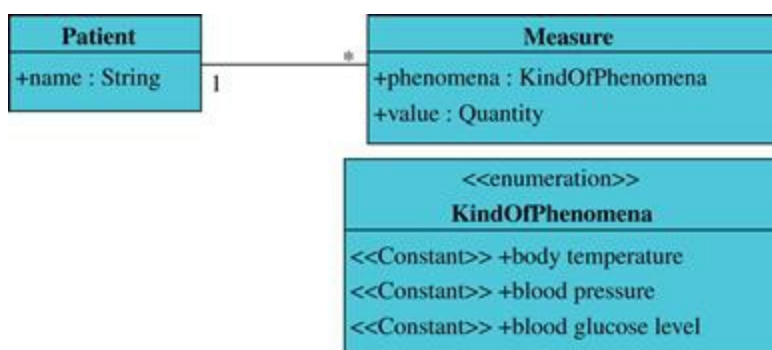 Patient
+name : String
1
*
Measure
+phenomena : KindOfPhenomena
+value : Quantity
<<enumeration>>
KindOfPhenomena
<<Constant>> +body temperature
<<Constant>> +blood pressure
<<Constant>> +blood glucose level